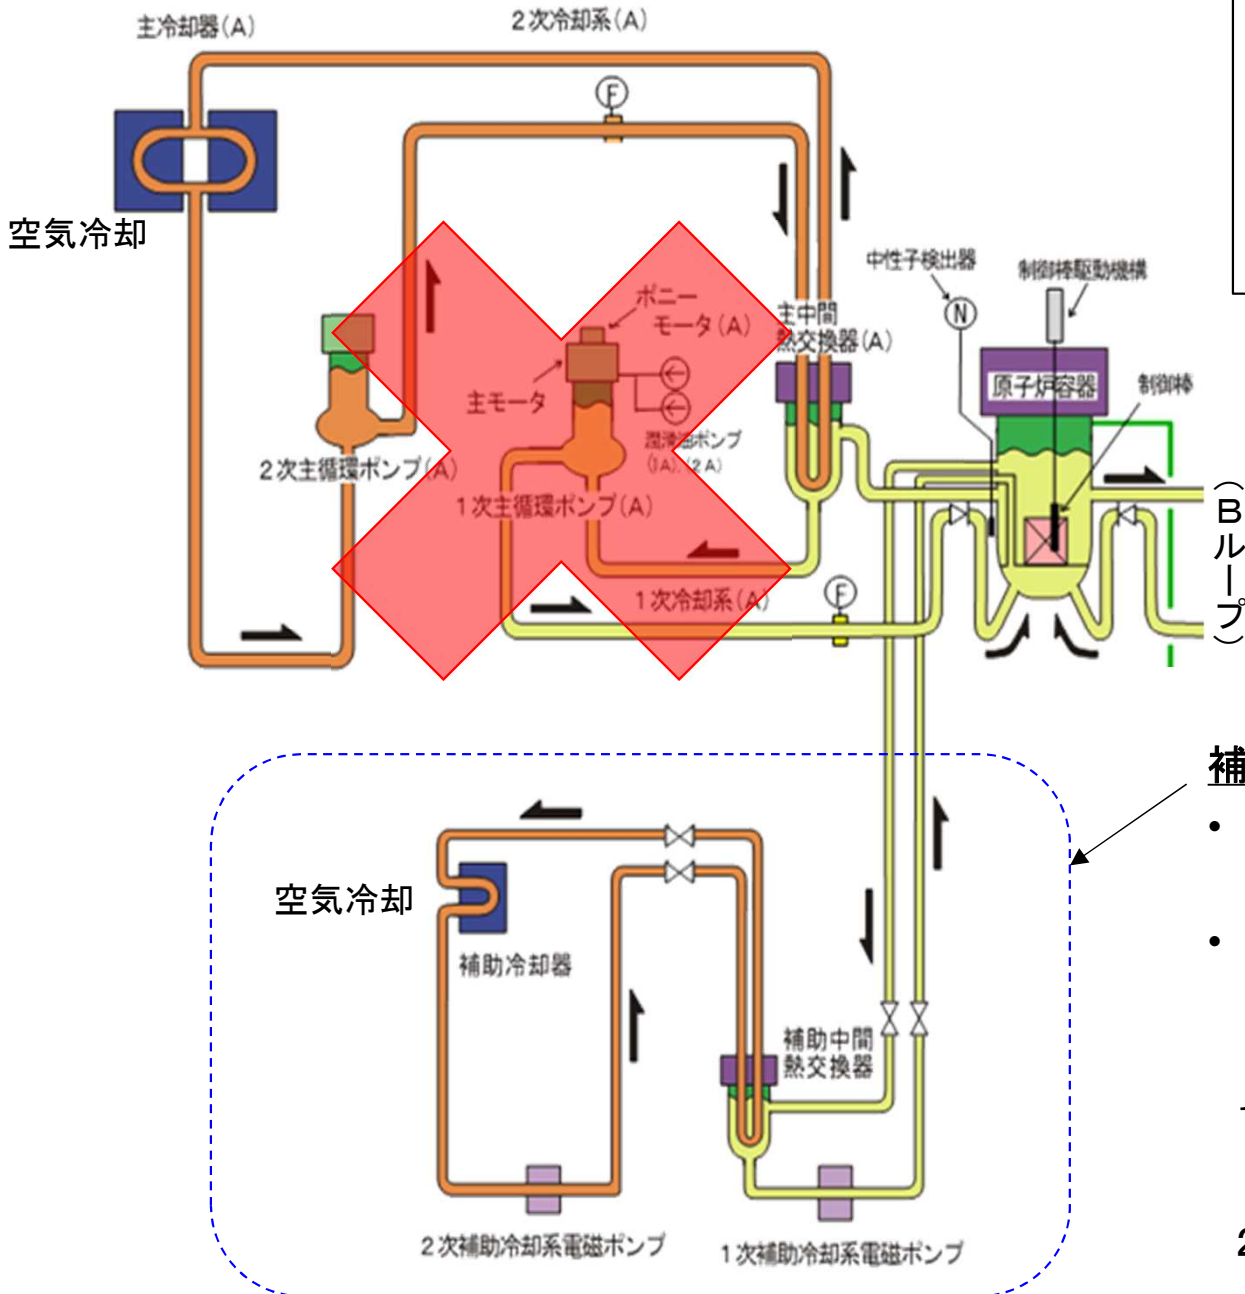 主冷却器(A)
2次冷却系(A)
F
空気冷却
中性子検出器
制御棒駆動機構
N
ポニー
モータ(A)
主中間
熱交換器(A)
主モータ
原子炉容器
制御棒
潤滑油ポンプ
(1A),(2A)
2次主循環ポンプ(A)
1次主循環ポンプ(A)
(Bループ)
1次冷却系(A)
F
補
•
空気冷却
•
補助冷却器
補助中間
熱交換器
2次補助冷却系電磁ポンプ
1次補助冷却系電磁ポンプ